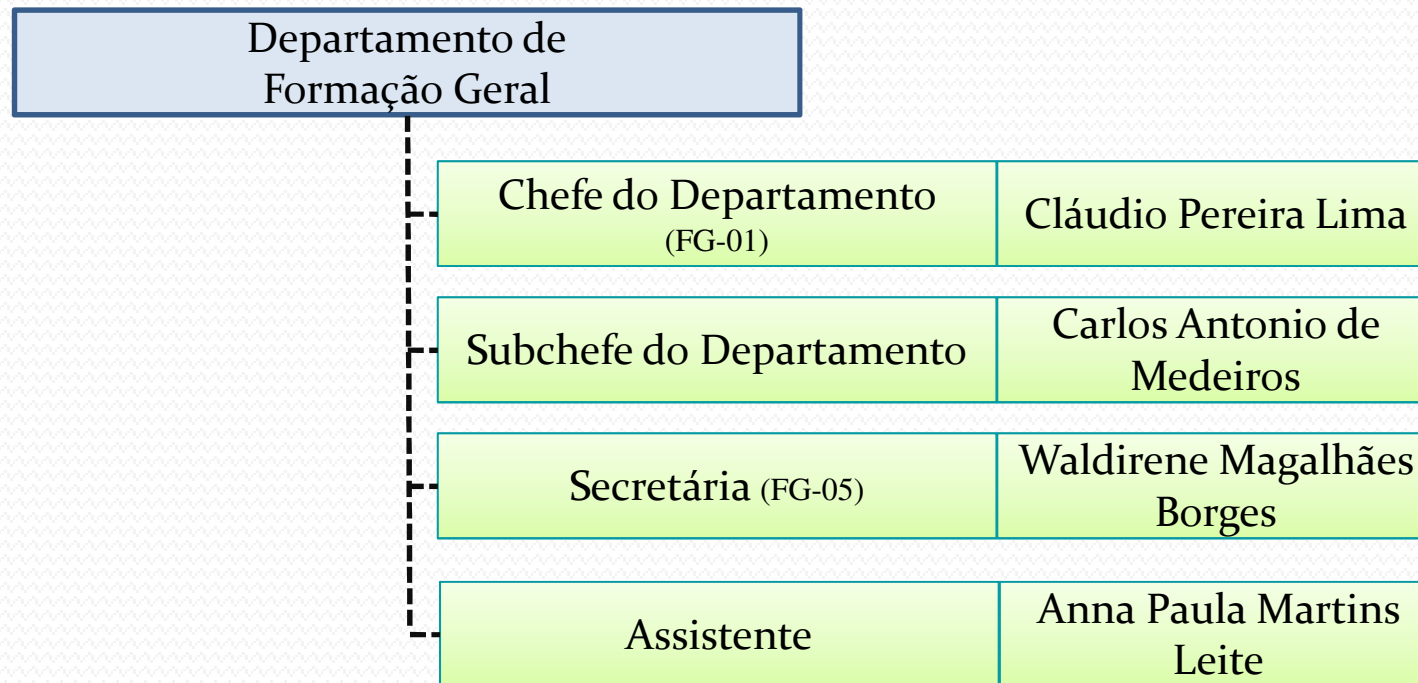 Departamento de
Formação Geral
Chefe do Departamento
(FG-01)
Cláudio Pereira Lima
Subchefe do Departamento
Carlos Antonio de
Medeiros
Secretária (FG-05)
Waldirene Magalhães
Borges
Assistente
Anna Paula Martins
Leite